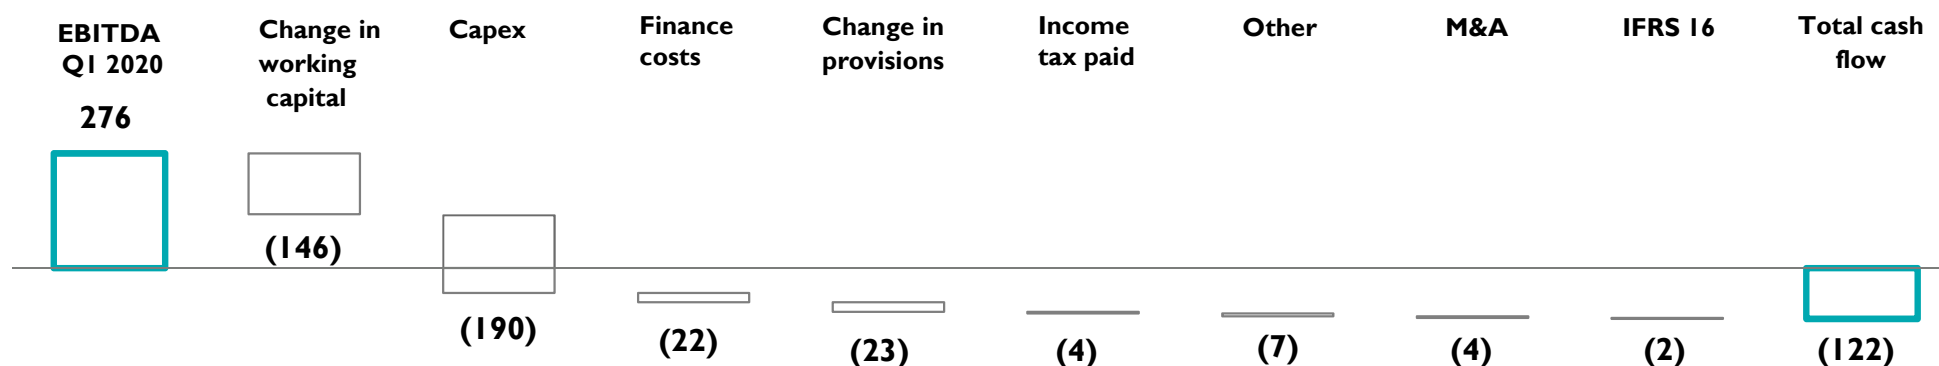 EBITDA
Q1 2020
276
Change in
working
capital
(146)
Capex
(190)
Finance
costs
(22)
Change in
provisions
(23)
Income
tax paid
(4)
Other
(7)
M&A
(4)
IFRS 16
(2)
Total cash
flow
(122)